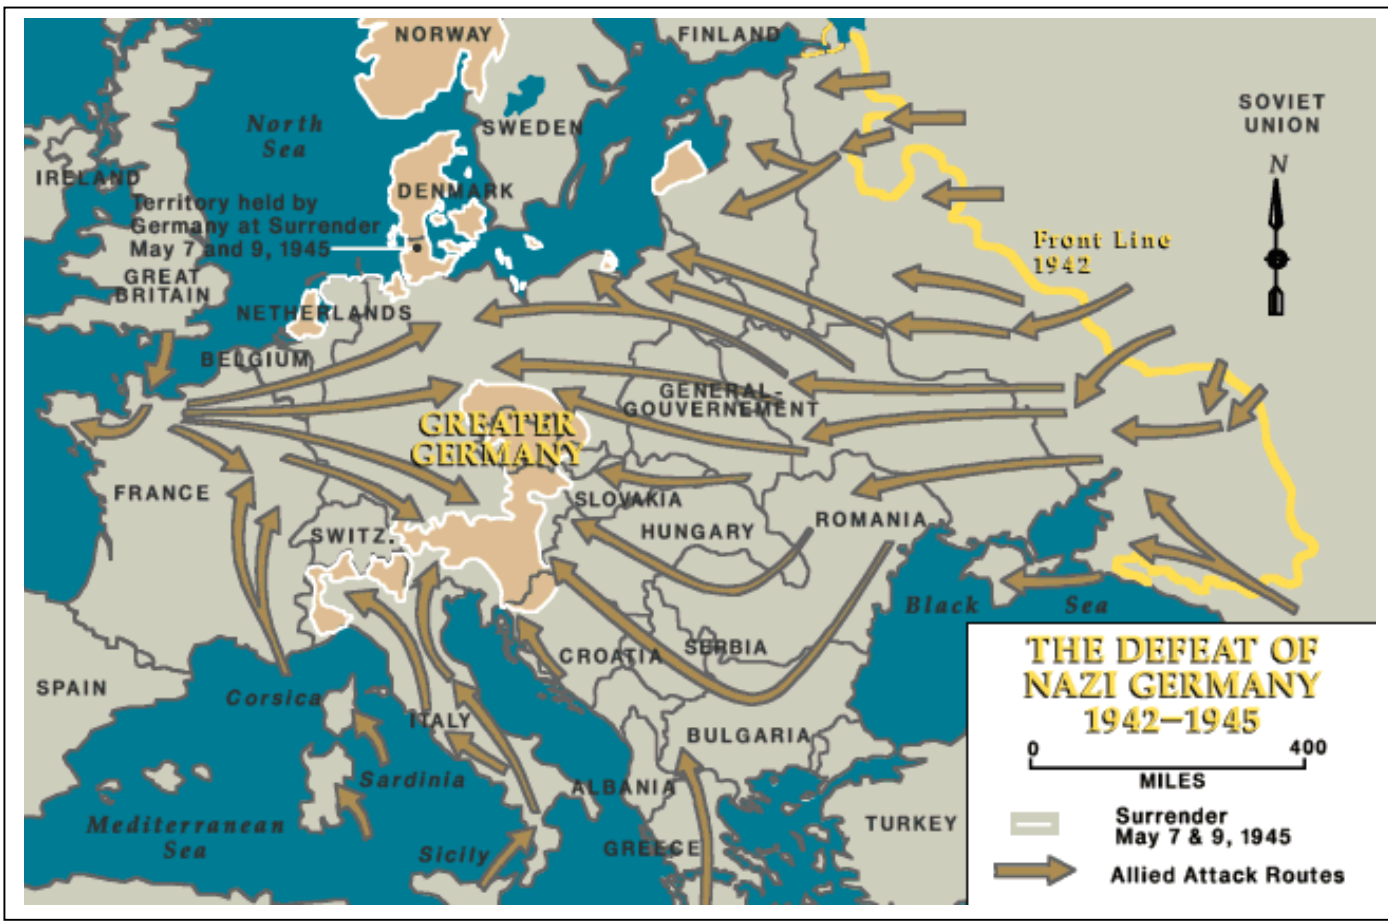 NORWAY
FINLAND
SOVIET
UNION
North
Sea
SWEDEN
IRELAND
DENMARK
N
Territory held by
Germany at Surrender
May 7 and 9, 1945
Front Line
1942
GREAT
BRITAIN
NETHERLANDS
BELGIUM
GENERAL-
GOUVERNEMENT
GREATER
GERMANY
FRANCE
SLOVAKIA
SWITZ.
HUNGARY
ROMANIA
Black Sea
CROATIA
SERBIA
SPAIN
Corsica
ITALY
BULGARIA
Sardinia
ALBANIA
Mediterranean
Sea
Sicily
GREECE
TURKEY
THE DEFEAT OF
NAZI GERMANY
1942–1945
0 400
MILES
Surrender
May 7 & 9, 1945
Allied Attack Routes